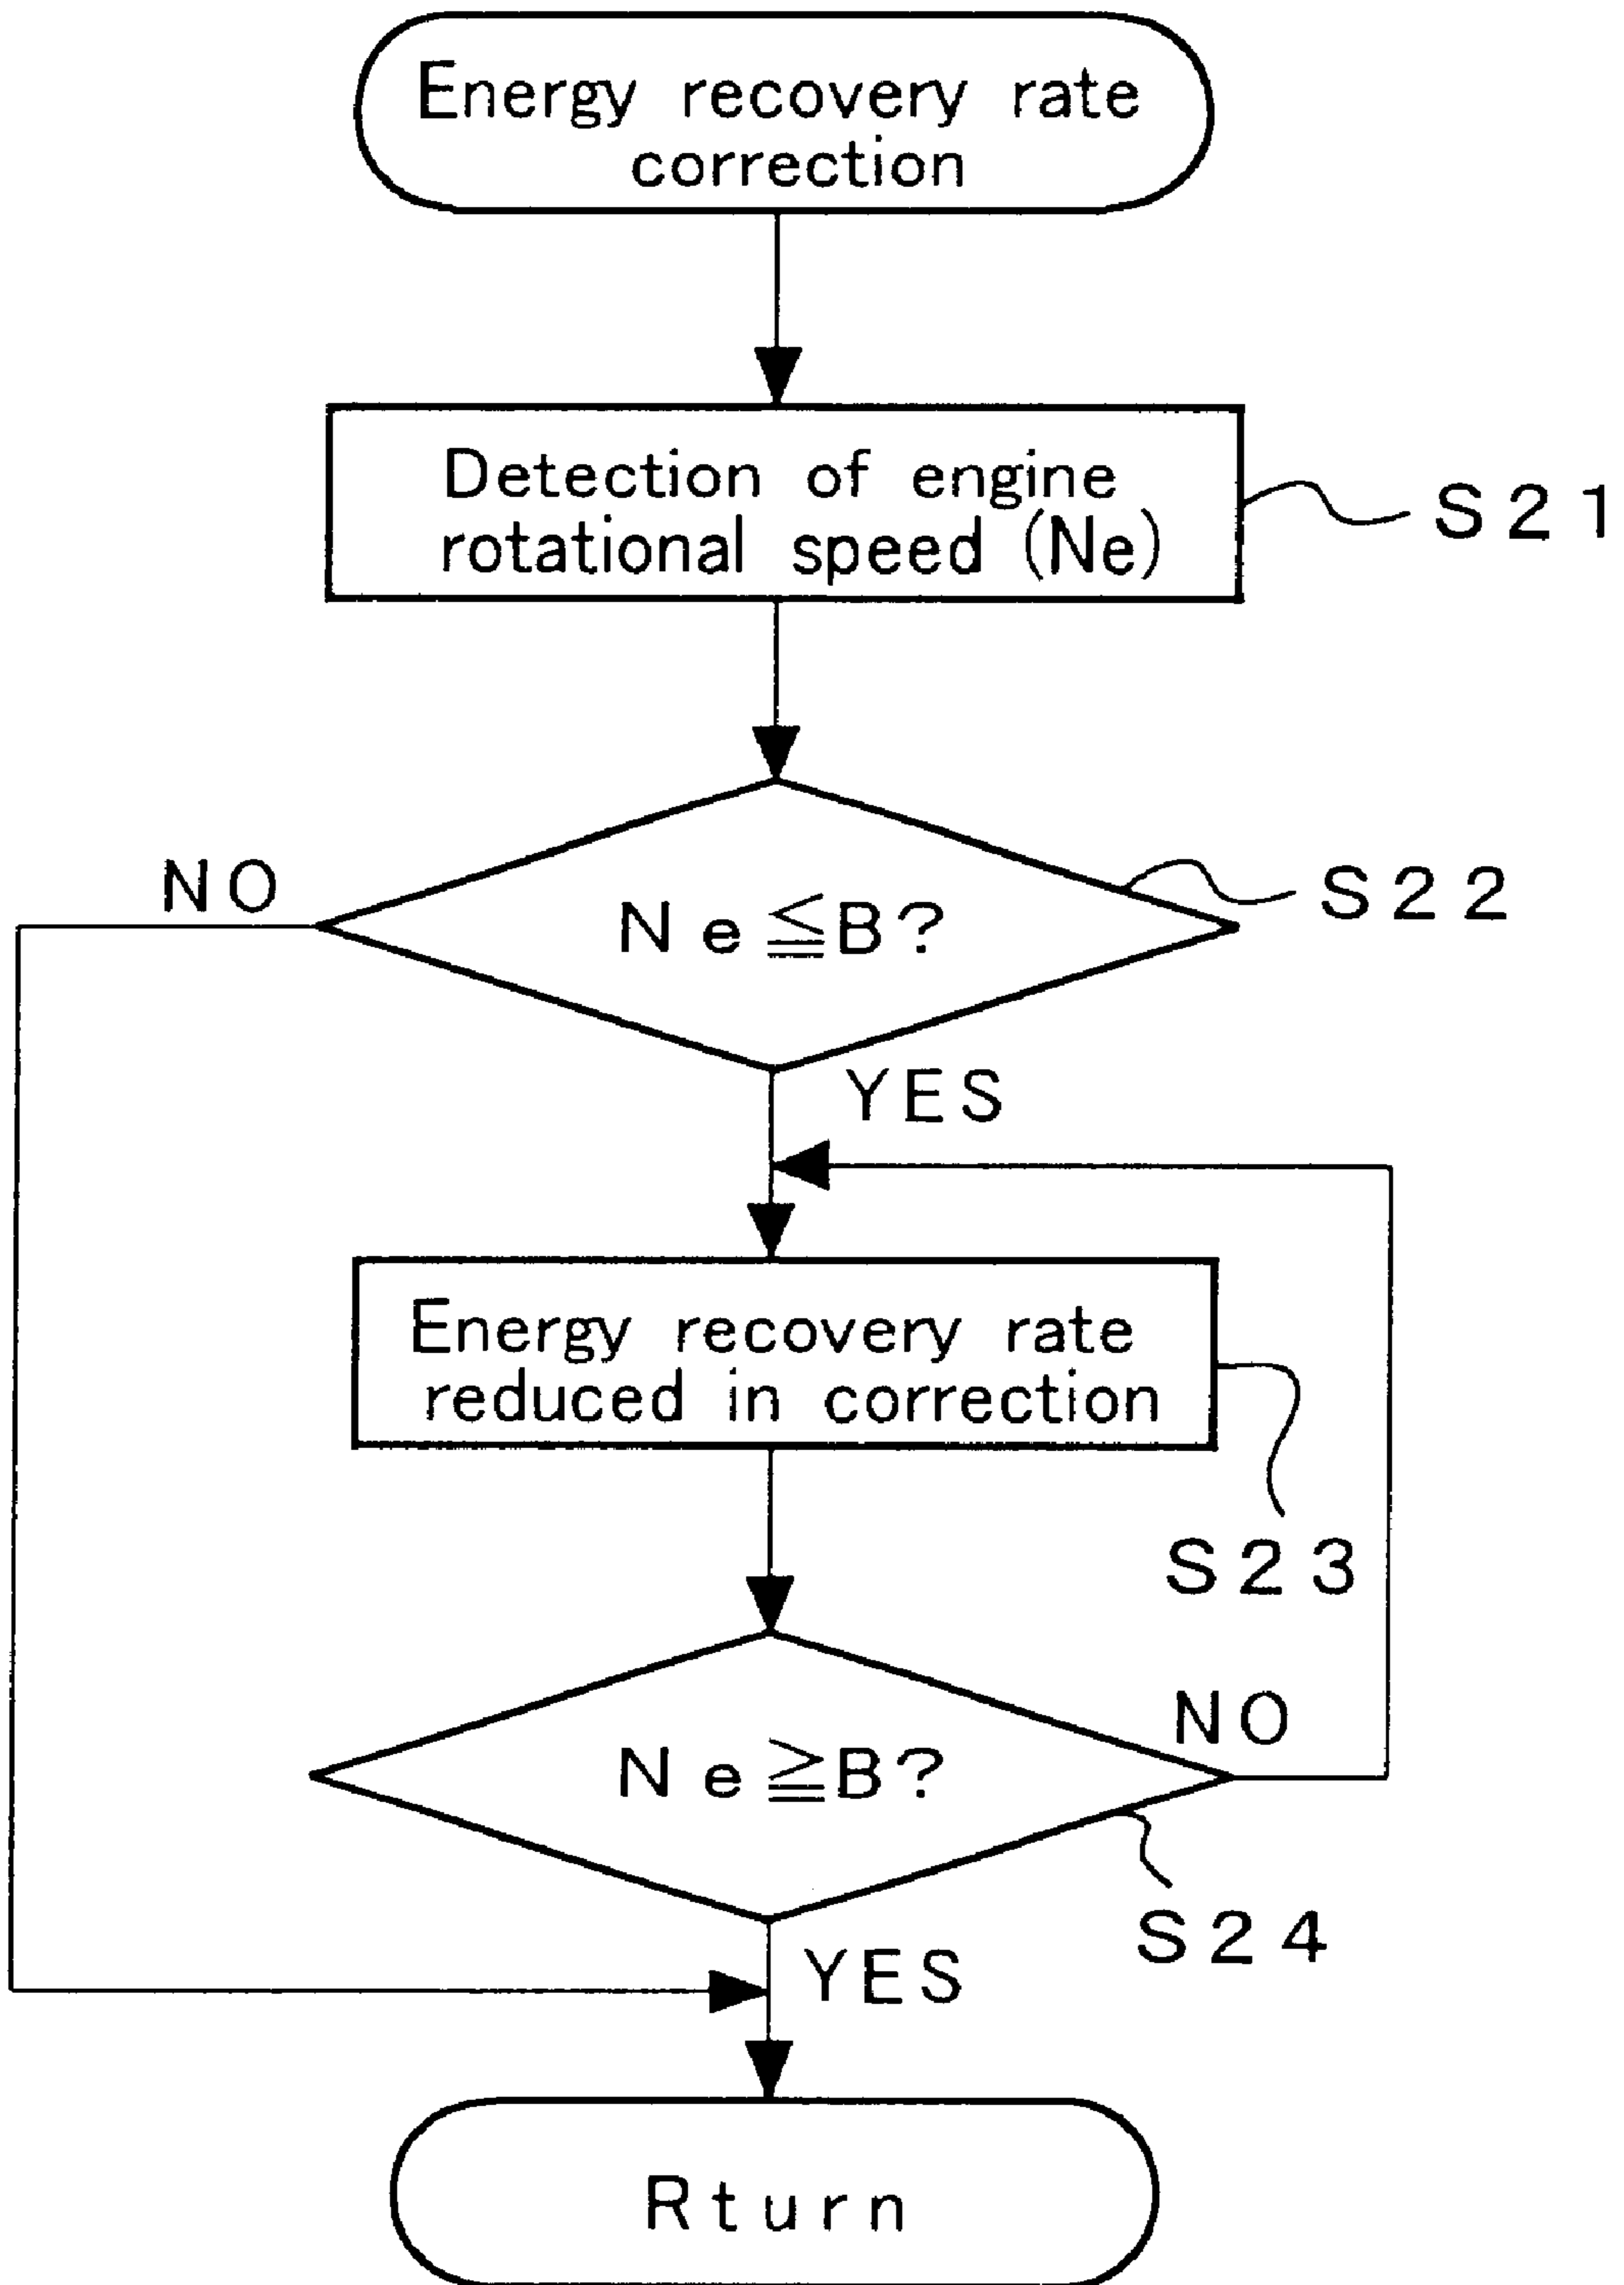 Energy recovery rate
correction
Detection of engine
rotational speed (Ne)
S21
NO
Ne≦B?
S22
YES
Energy recovery rate
reduced in correction
S23
NO
Ne≧B?
S24
YES
Rturn